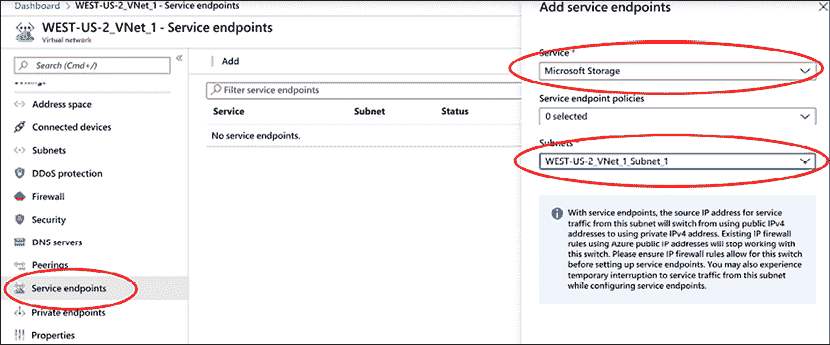 Dashboard > WEST-US-2_VNet_1 - Service endpoints
WEST-US-2_VNet_1 - Service endpoints
Virtual network
Search (Cmd+/)
Address space
Connected devices
Subnets
DDoS protection
Firewall
Security
DNS servers
Peerings
Service endpoints
Private endpoints
Properties
Add
Filter service endpoints
Service Subnet Status
No service endpoints.
Add service endpoints
Service *
Microsoft Storage
Service endpoint policies
0 selected
Subnets
WEST-US-2_VNet_1_Subnet_1
With service endpoints, the source IP address for service
traffic from this subnet will switch from using public IPv4
addresses to using private IPv4 address. Existing IP firewall
rules using Azure public IP addresses will stop working with
this switch. Please ensure IP firewall rules allow for this switch
before setting up service endpoints. You may also experience
temporary interruption to service traffic from this subnet
while configuring service endpoints.